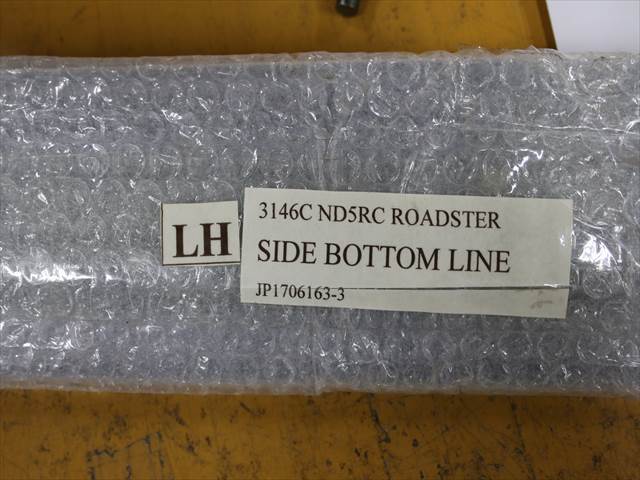 LH
3146C ND5RC ROADSTER
SIDE BOTTOM LINE
JP1706163-3